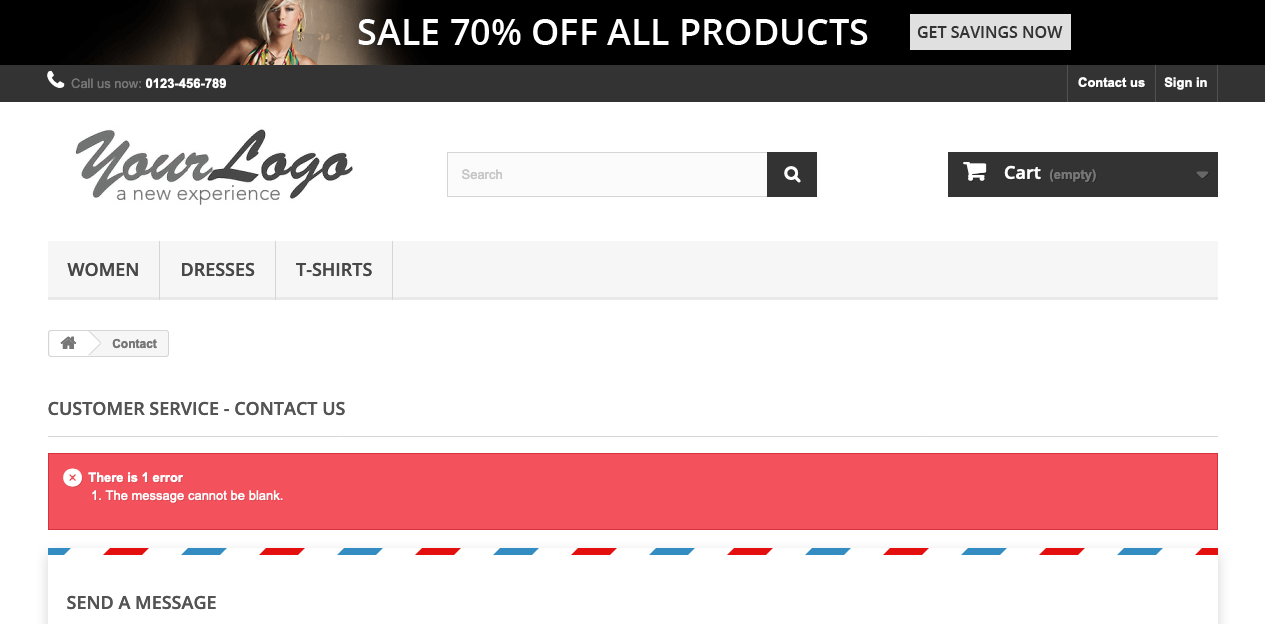 SALE 70% OFF ALL PRODUCTS
GET SAVINGS NOW
Call us now: 0123-456-789
Contact us
Sign in
YourLogo
a new experience
Search
Cart (empty)
WOMEN
DRESSES
T-SHIRTS
Contact
CUSTOMER SERVICE - CONTACT US
There is 1 error
1. The message cannot be blank.
SEND A MESSAGE